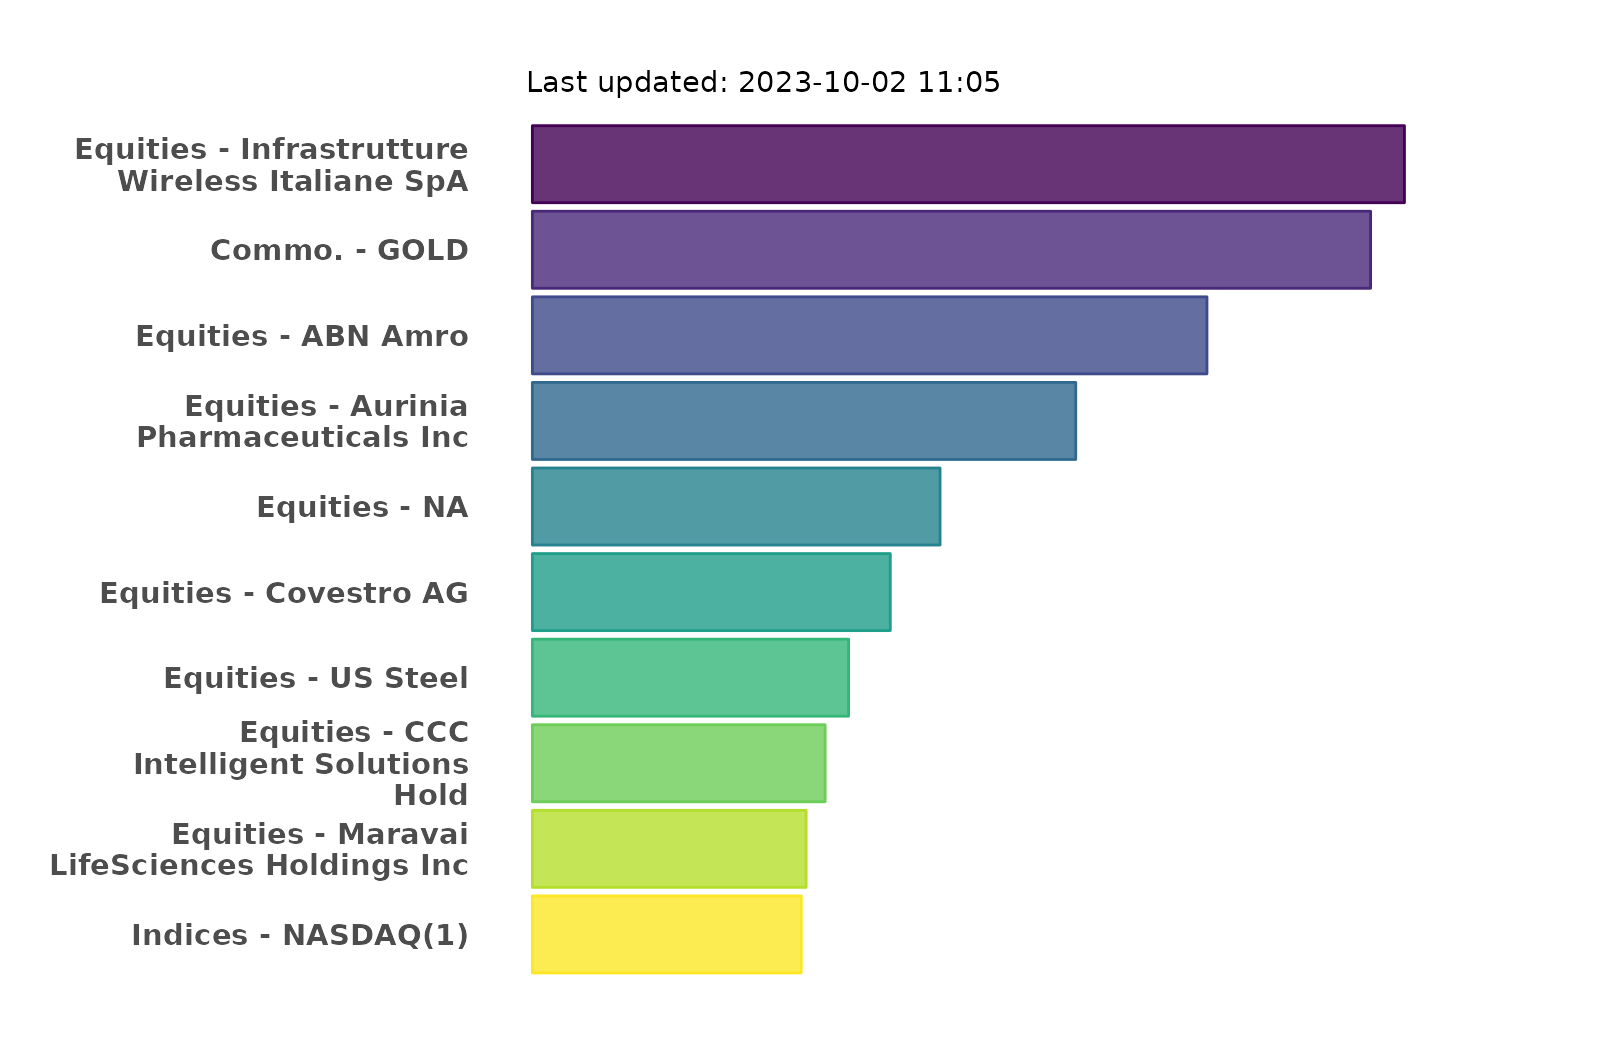 Last updated: 2023-10-02 11:05
Equities - Infrastrutture
Wireless Italiane SpA
Commo. - GOLD
Equities - ABN Amro
Equities - Aurinia
Pharmaceuticals Inc
Equities - NA
Equities - Covestro AG
Equities - US Steel
Equities - CCC
Intelligent Solutions
Hold
Equities - Maravai
LifeSciences Holdings Inc
Indices - NASDAQ(1)